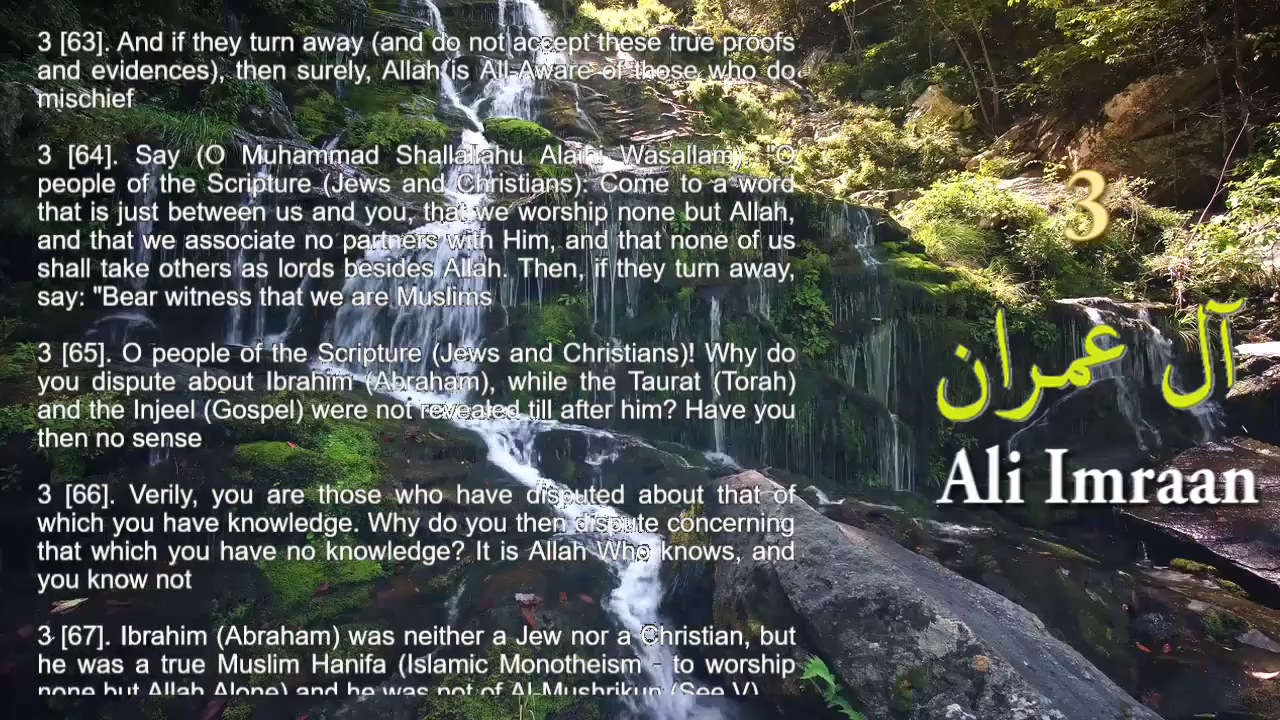 3 [63]. And if they turn away (and do not accept these true proofs
and evidences), then surely, Allah is All-Aware of those who do
mischief
3 [64]. Say (O Muhammad Shallallahu Alaihi Wasallam): "O
people of the Scripture (Jews and Christians): Come to a word
that is just between us and you, that we worship none but Allah,
and that we associate no partners with Him, and that none of us
shall take others as lords besides Allah. Then, if they turn away,
say: "Bear witness that we are Muslims
3 [65]. O people of the Scripture (Jews and Christians)! Why do
you dispute about Ibrahim (Abraham), while the Taurat (Torah)
and the Injeel (Gospel) were not revealed till after him? Have you
then no sense
3 [66]. Verily, you are those who have disputed about that of
which you have knowledge. Why do you then dispute concerning
that which you have no knowledge? It is Allah Who knows, and
you know not
3 [67]. Ibrahim (Abraham) was neither a Jew nor a Christian, but
he was a true Muslim Hanifa (Islamic Monotheism - to worship
none but Allah Alone) and he was not of Al-Mushrikun (See V)
3
آل عمران
Ali Imraan